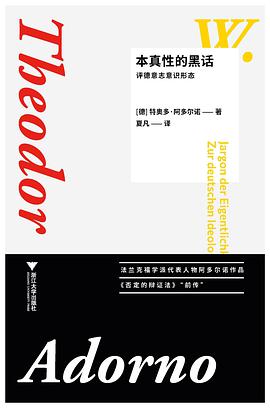 Theodor
W.
本真性的黑话
评德意志意识形态
[德] 特奥多·阿多尔诺 —— 著
夏凡 —— 译
Jargon der Eigentlichk
Zur deutschen Ideolo
法兰克福学派代表人物阿多尔诺作品
《否定的辩证法》“前传”
浙江大学出版社
Adorno